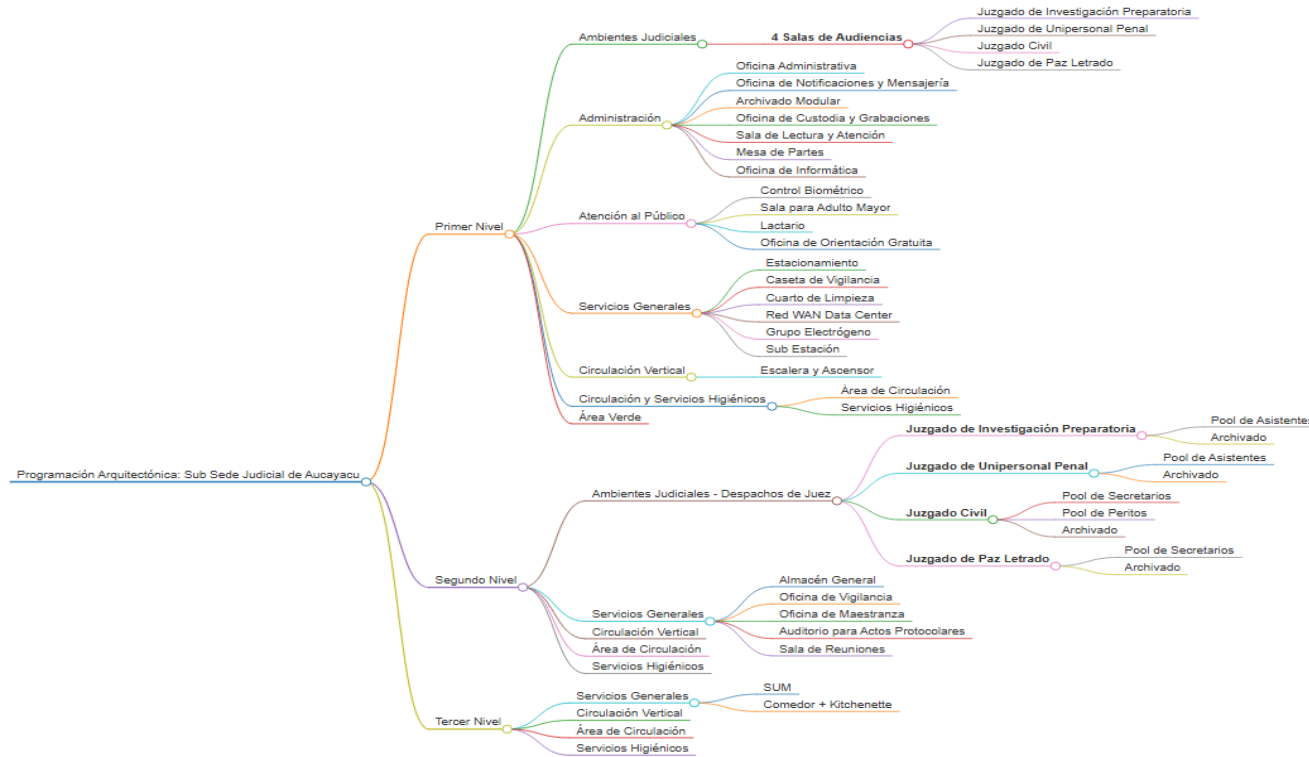 Programación Arquitectónica: Sub Sede Judicial de Aucayacu
Primer Nivel
Ambientes Judiciales
4 Salas de Audiencias
Juzgado de Investigación Preparatoria
Juzgado de Unipersonal Penal
Juzgado Civil
Juzgado de Paz Letrado
Administración
Oficina Administrativa
Oficina de Notificaciones y Mensajería
Archivado Modular
Oficina de Custodia y Grabaciones
Sala de Lectura y Atención
Mesa de Partes
Oficina de Informática
Atención al Público
Control Biométrico
Sala para Adulto Mayor
Lactario
Oficina de Orientación Gratuita
Servicios Generales
Estacionamiento
Caseta de Vigilancia
Cuarto de Limpieza
Red WAN Data Center
Grupo Electrógeno
Sub Estación
Circulación Vertical
Escalera y Ascensor
Circulación y Servicios Higiénicos
Área de Circulación
Servicios Higiénicos
Área Verde
Segundo Nivel
Ambientes Judiciales - Despachos de Juez
Juzgado de Investigación Preparatoria
Pool de Asistentes
Archivado
Juzgado de Unipersonal Penal
Pool de Asistentes
Archivado
Juzgado Civil
Pool de Secretarios
Pool de Peritos
Archivado
Juzgado de Paz Letrado
Pool de Secretarios
Archivado
Servicios Generales
Almacén General
Oficina de Vigilancia
Oficina de Maestranza
Auditorio para Actos Protocolares
Sala de Reuniones
Circulación Vertical
Área de Circulación
Servicios Higiénicos
Tercer Nivel
Servicios Generales
SUM
Comedor + Kitchenette
Circulación Vertical
Área de Circulación
Servicios Higiénicos